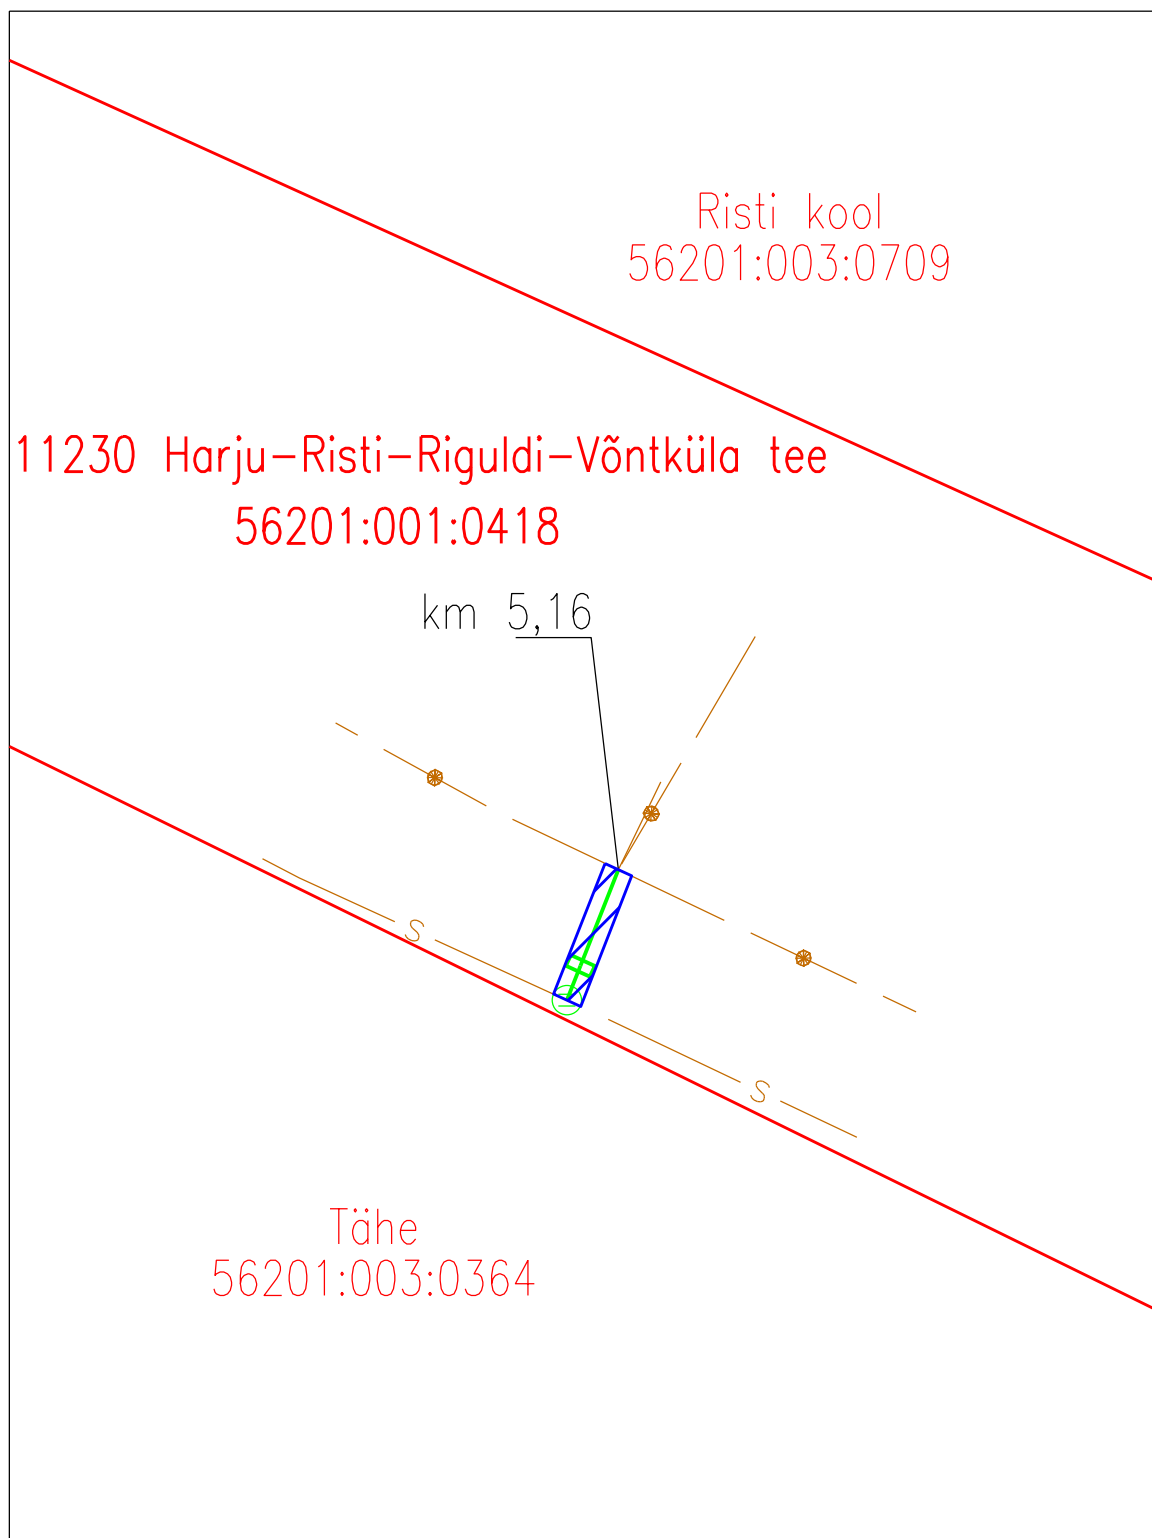 Risti kool
56201:003:0709
11230 Harju-Risti-Riguldi-Võntküla tee
56201:001:0418
km 5,16
S
S
Tähe
56201:003:0364